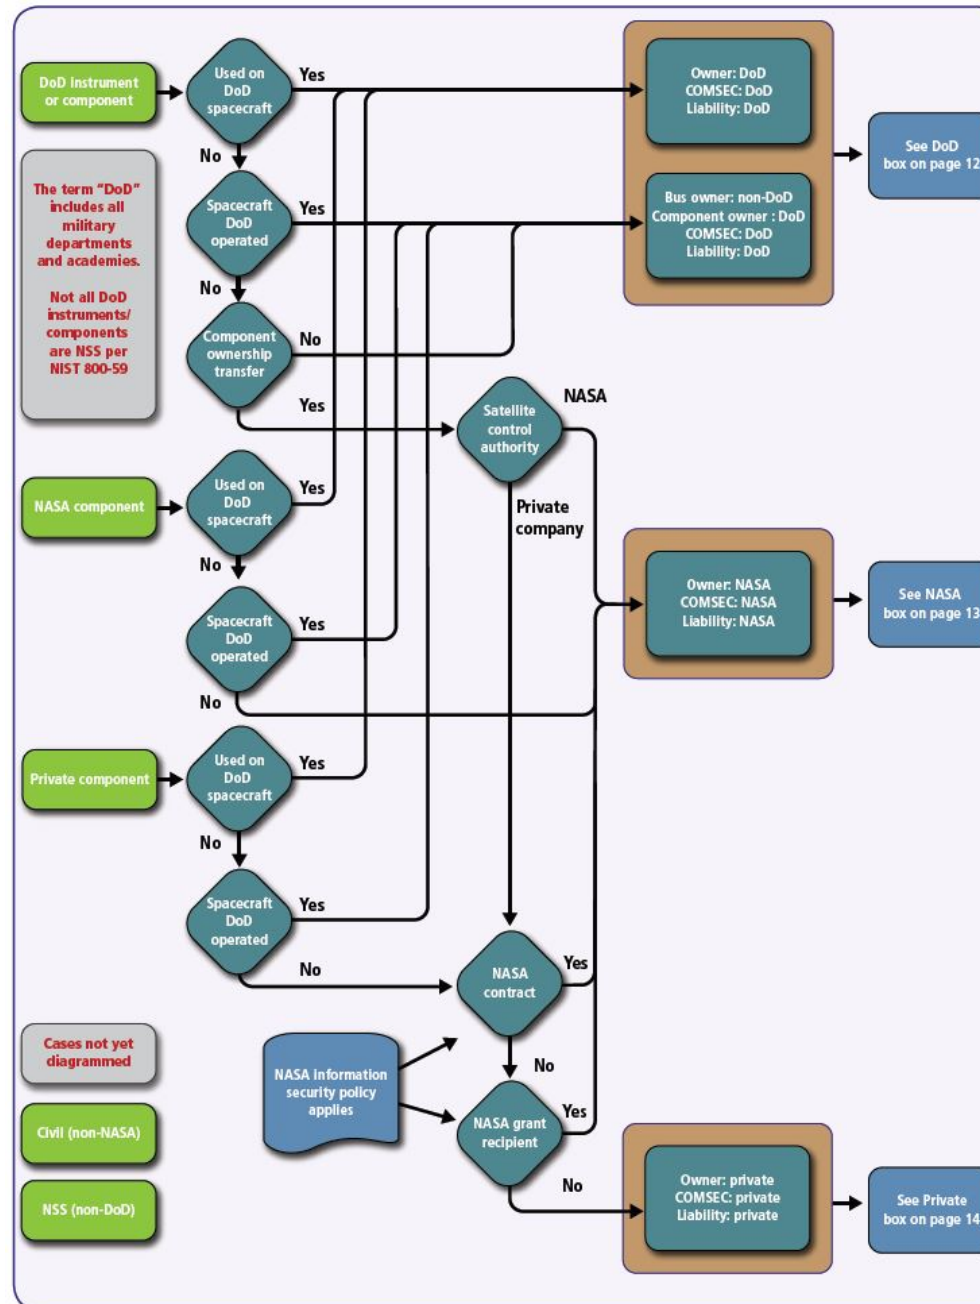 DoD instrument
or component
Used on
DoD
spacecraft
Yes
No
Owner: DoD
COMSEC: DoD
Liability: DoD
See DoD
box on page 12
The term “DoD”
includes all
military
departments
and academies.
Not all DoD
instruments/
components
are NSS per
NIST 800-59
Spacecraft
DoD
operated
Yes
No
Bus owner: non-DoD
Component owner : DoD
COMSEC: DoD
Liability: DoD
Component
ownership
transfer
No
Yes
Satellite
control
authority
NASA
Private
company
NASA component
Used on
DoD
spacecraft
Yes
No
Spacecraft
DoD
operated
Yes
No
Owner: NASA
COMSEC: NASA
Liability: NASA
See NASA
box on page 13
Private component
Used on
DoD
spacecraft
Yes
No
Spacecraft
DoD
operated
Yes
No
NASA
contract
Yes
No
Cases not yet
diagrammed
Civil (non-NASA)
NSS (non-DoD)
NASA information
security policy
applies
NASA grant
recipient
Yes
No
Owner: private
COMSEC: private
Liability: private
See Private
box on page 14